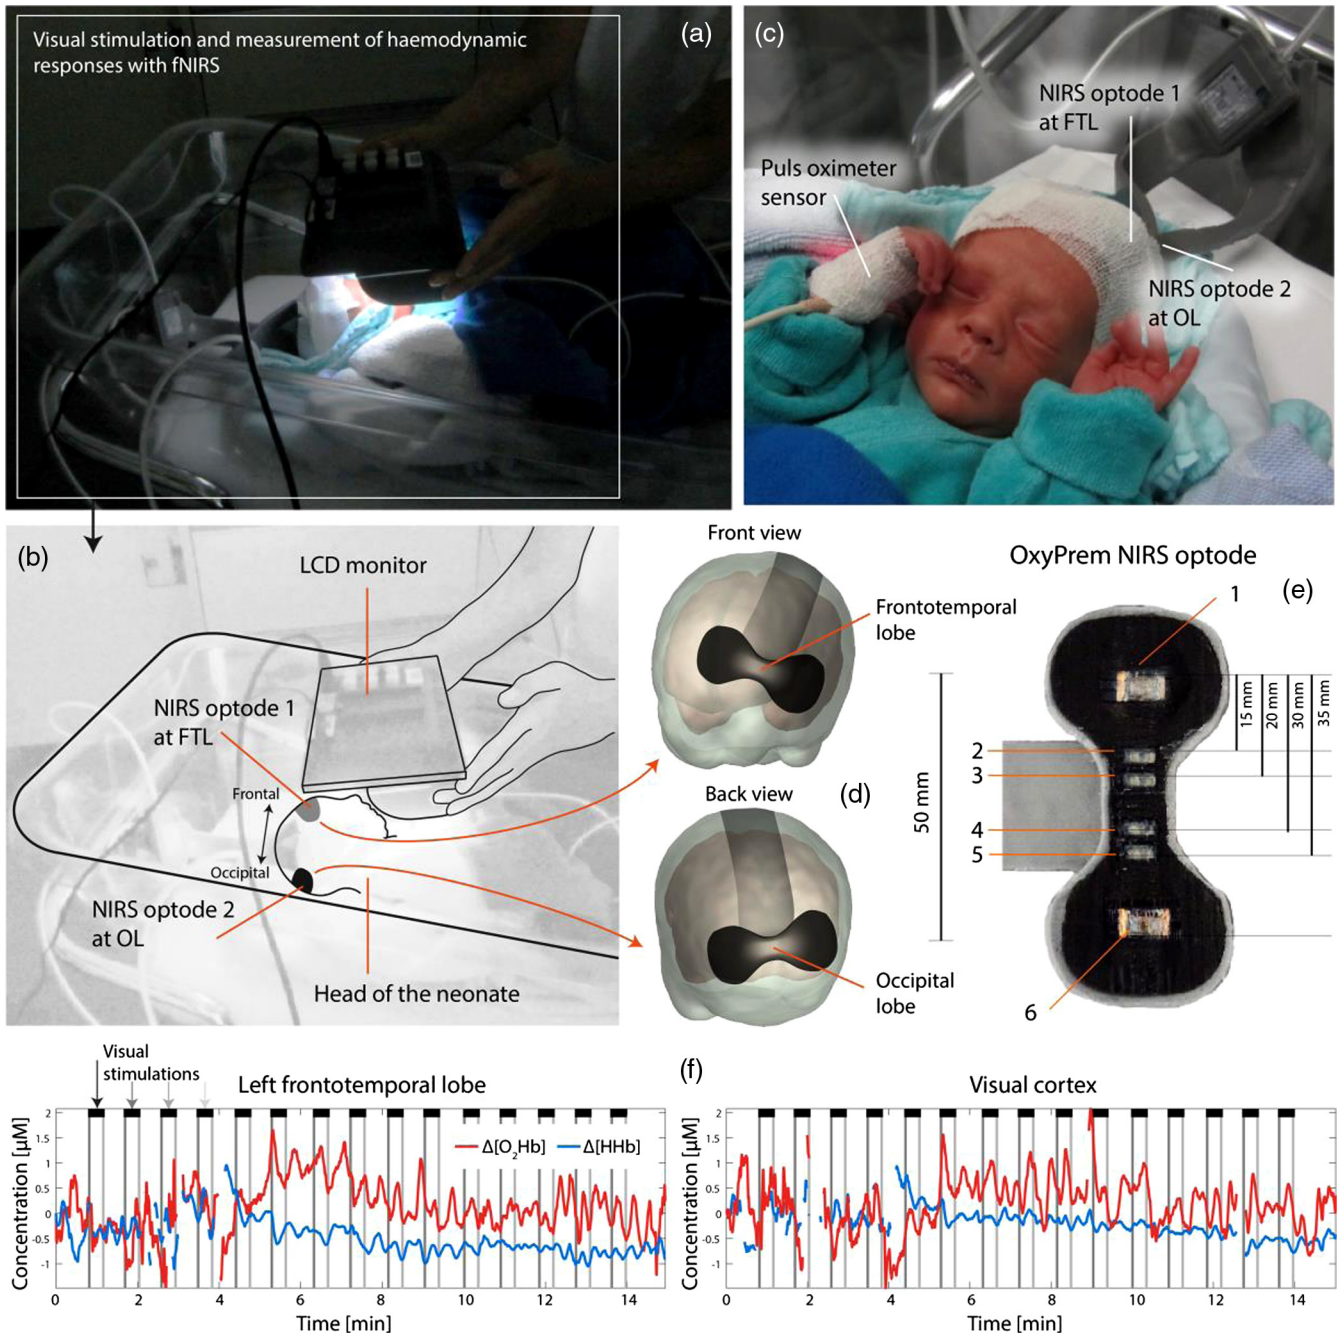 Visual stimulation and measurement of haemodynamic
responses with fNIRS
(a)
(c)
NIRS optode 1
at FTL
Puls oximeter
sensor
NIRS optode 2
at OL
(b)
LCD monitor
NIRS optode 1
at FTL
Frontal
Occipital
NIRS optode 2
at OL
Head of the neonate
Front view
Frontotemporal
lobe
Back view
(d)
Occipital
lobe
OxyPrem NIRS optode
(e)
1
2
3
4
5
6
50 mm
15 mm
20 mm
30 mm
35 mm
(f)
Visual
stimulations
Left frontotemporal lobe
Concentration [µM]
2
1.5
1
0.5
0
-0.5
-1
Δ[O₂Hb]
Δ[HHb]
0 2 4 6 8 10 12 14
Time [min]
Visual cortex
Concentration [µM]
2
1.5
1
0.5
0
-0.5
-1
0 2 4 6 8 10 12 14
Time [min]